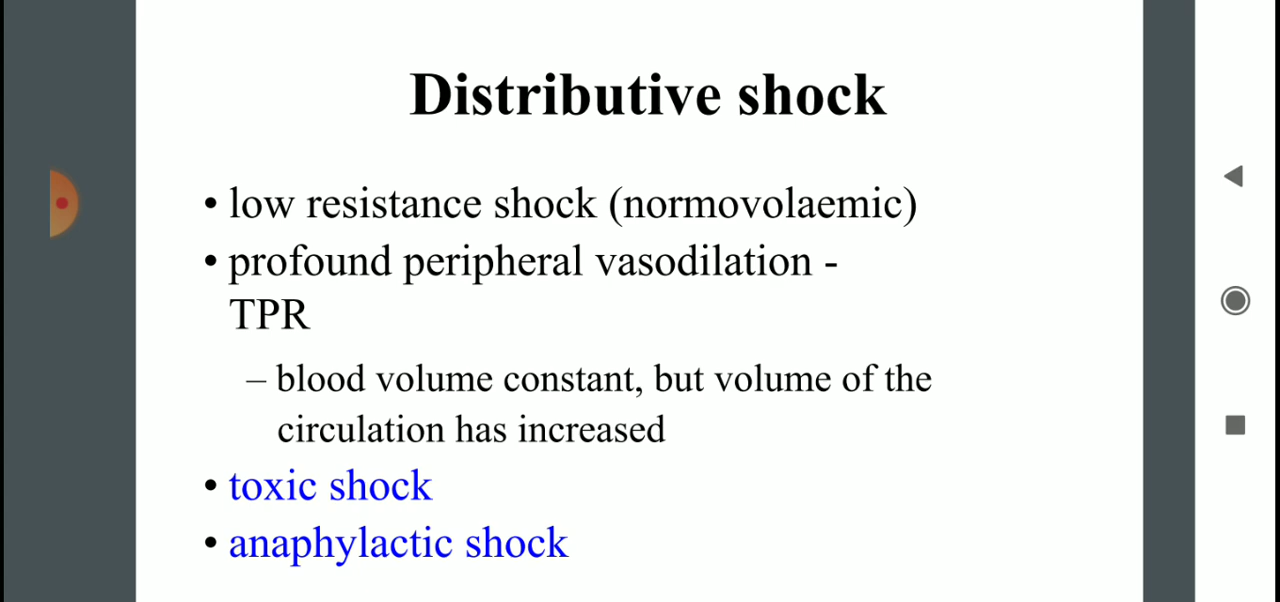 Distributive shock
• low resistance shock (normovolaemic)
• profound peripheral vasodilation -
TPR
– blood volume constant, but volume of the
circulation has increased
• toxic shock
• anaphylactic shock